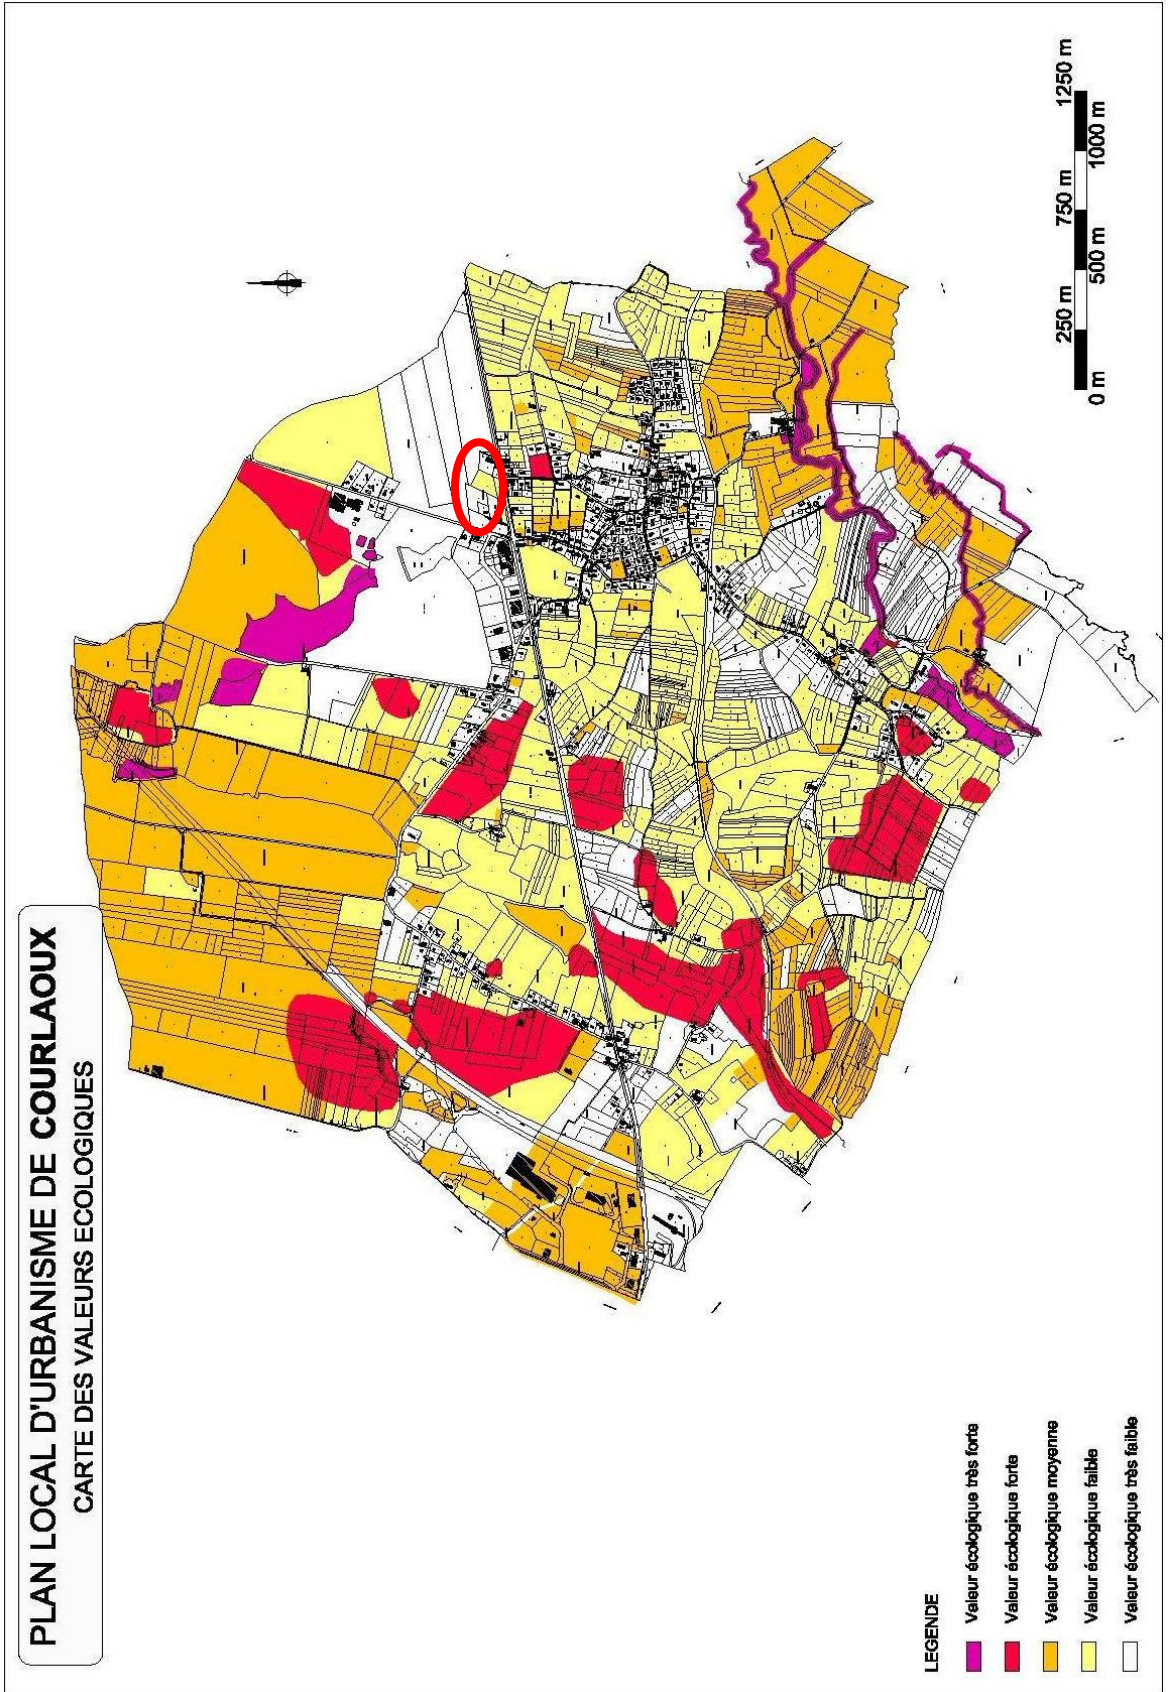 PLAN LOCAL D'URBANISME DE COURLAOUX
CARTE DES VALEURS ECOLOGIQUES
LEGENDE
Valeur écologique très forte
Valeur écologique forte
Valeur écologique moyenne
Valeur écologique faible
Valeur écologique très faible
0 m
250 m
500 m
750 m
1000 m
1250 m